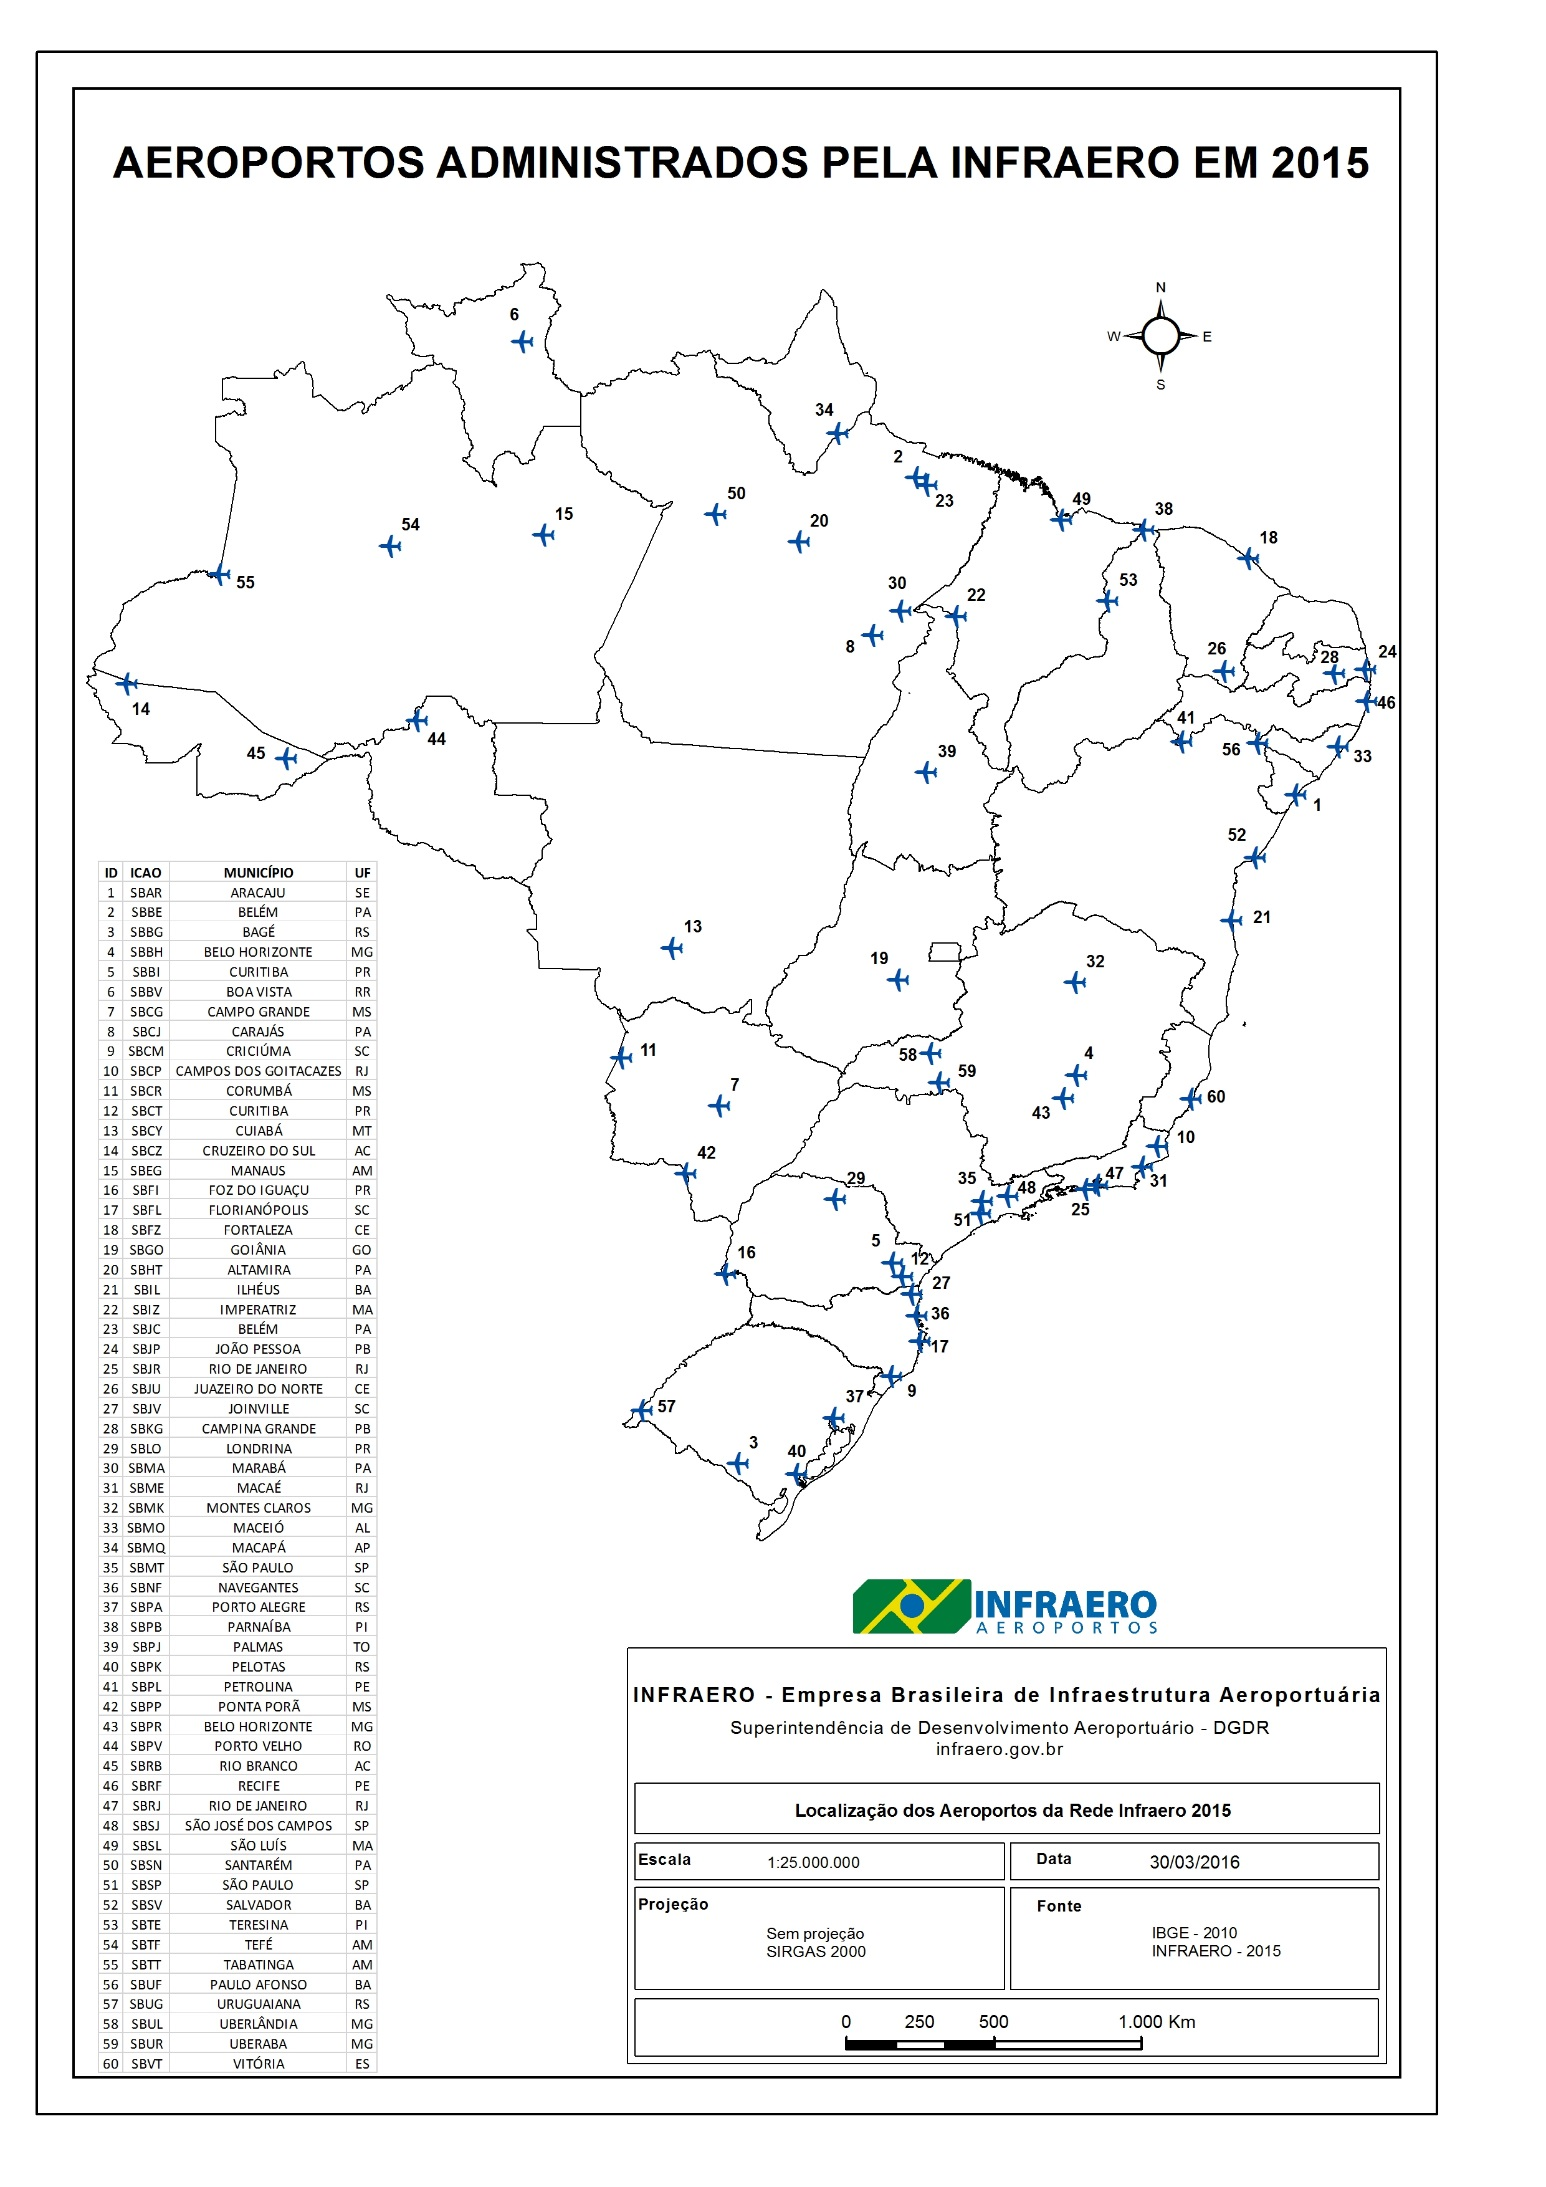 AEROPORTOS ADMINISTRADOS PELA INFRAERO EM 2015
N
W E
S
6
34
2
23
50
20
15
54
55
49
38
18
53
30
22
8
26
28
24
46
14
44
45
41
56
33
39
1
52
21
13
19
32
11
58
59
4
43
7
60
42
10
47
31
35
48
25
51
29
5
12
16
27
36
17
9
37
57
3
40
ID ICAO MUNICÍPIO UF
1 SBAR ARACAJU SE
2 SBBE BELÉM PA
3 SBBG BAGÉ RS
4 SBBH BELO HORIZONTE MG
5 SBBI CURITIBA PR
6 SBBV BOA VISTA RR
7 SBCG CAMPO GRANDE MS
8 SBCJ CARAJÁS PA
9 SBCM CRICIÚMA SC
10 SBCP CAMPOS DOS GOITACAZES RJ
11 SBCR CORUMBÁ MS
12 SBCT CURITIBA PR
13 SBCY CUIABÁ MT
14 SBCZ CRUZEIRO DO SUL AC
15 SBEG MANAUS AM
16 SBFI FOZ DO IGUAÇU PR
17 SBFL FLORIANÓPOLIS SC
18 SBFZ FORTALEZA CE
19 SBGO GOIÂNIA GO
20 SBHT ALTAMIRA PA
21 SBIL ILHÉUS BA
22 SBIZ IMPERATRIZ MA
23 SBJC BELÉM PA
24 SBJP JOÃO PESSOA PB
25 SBJR RIO DE JANEIRO RJ
26 SBJU JUAZEIRO DO NORTE CE
27 SBJV JOINVILLE SC
28 SBKG CAMPINA GRANDE PB
29 SBLO LONDRINA PR
30 SBMA MARABÁ PA
31 SBME MACAÉ RJ
32 SBMK MONTES CLAROS MG
33 SBMO MACEIÓ AL
34 SBMQ MACAPÁ AP
35 SBMT SÃO PAULO SP
36 SBNF NAVEGANTES SC
37 SBPA PORTO ALEGRE RS
38 SBPB PARNAÍBA PI
39 SBPJ PALMAS TO
40 SBPK PELOTAS RS
41 SBPL PETROLINA PE
42 SBPP PONTA PORÃ MS
43 SBPR BELO HORIZONTE MG
44 SBPV PORTO VELHO RO
45 SBRB RIO BRANCO AC
46 SBRF RECIFE PE
47 SBRJ RIO DE JANEIRO RJ
48 SBSJ SÃO JOSÉ DOS CAMPOS SP
49 SBSL SÃO LUÍS MA
50 SBSN SANTARÉM PA
51 SBSP SÃO PAULO SP
52 SBSV SALVADOR BA
53 SBTE TERESINA PI
54 SBTF TEFÉ AM
55 SBTT TABATINGA AM
56 SBUF PAULO AFONSO BA
57 SBUG URUGUAIANA RS
58 SBUL UBERLÂNDIA MG
59 SBUR UBERABA MG
60 SBVT VITÓRIA ES
INFRAERO
AEROPORTOS
INFRAERO - Empresa Brasileira de Infraestrutura Aeroportuária
Superintendência de Desenvolvimento Aeroportuário - DGDR
infraero.gov.br
Localização dos Aeroportos da Rede Infraero 2015
Escala 1:25.000.000
Data 30/03/2016
Projeção
Sem projeção
SIRGAS 2000
Fonte
IBGE - 2010
INFRAERO - 2015
0 250 500 1.000 Km